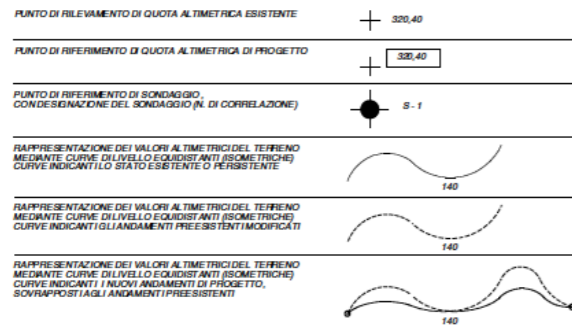 PUNTO DI RILEVAMENTO DI QUOTA ALTIMETRICA ESISTENTE
320,40
PUNTO DI RIFERIMENTO DI QUOTA ALTIMETRICA DI PROGETTO
320,40
PUNTO DI RIFERIMENTO DI SONDAGGIO,
CON DESIGNAZIONE DEL SONDAGGIO (N. DI CORRELAZIONE)
S - 1
RAPPRESENTAZIONE DEI VALORI ALTIMETRICI DEL TERRENO
MEDIANTE CURVE DI LIVELLO EQUIDISTANTI (ISOMETRICHE)
CURVE INDICANTI LO STATO ESISTENTE O PERSISTENTE
140
RAPPRESENTAZIONE DEI VALORI ALTIMETRICI DEL TERRENO
MEDIANTE CURVE DI LIVELLO EQUIDISTANTI (ISOMETRICHE)
CURVE INDICANTI GLI ANDAMENTI PREESISTENTI MODIFICATI
140
RAPPRESENTAZIONE DEI VALORI ALTIMETRICI DEL TERRENO
MEDIANTE CURVE DI LIVELLO EQUIDISTANTI (ISOMETRICHE)
CURVE INDICANTI I NUOVI ANDAMENTI DI PROGETTO,
SOVRAPPOSTI AGLI ANDAMENTI PREESISTENTI
140